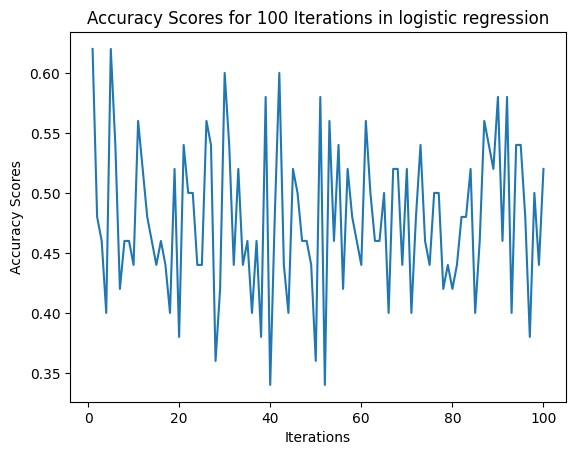 Accuracy Scores for 100 Iterations in logistic regression
0.60
0.55
0.50
0.45
0.40
0.35
Accuracy Scores
0 20 40 60 80 100
Iterations